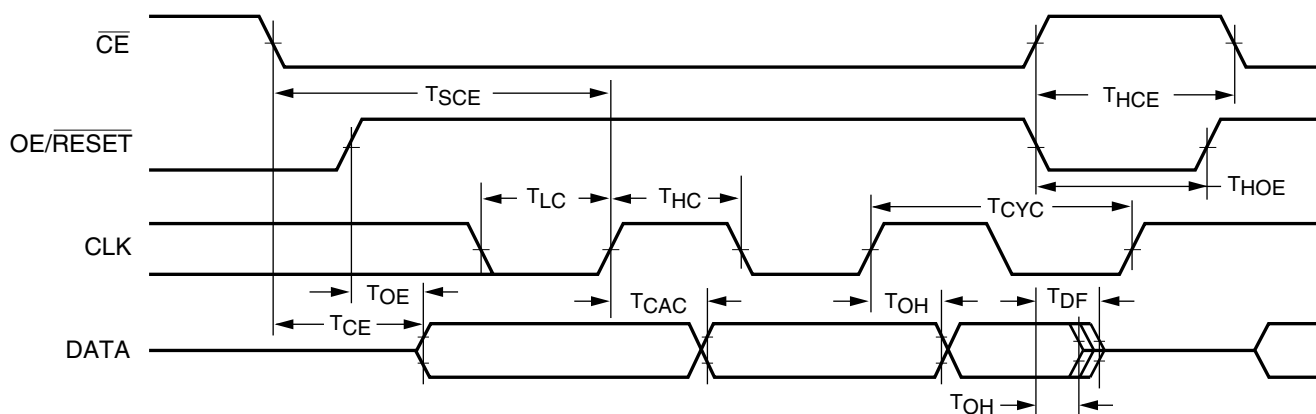 CE
TSCE
THCE
OE/RESET
TLC
THC
TCYC
THOE
CLK
TOE
TCE
TCAC
TOH
TDF
DATA
TOH